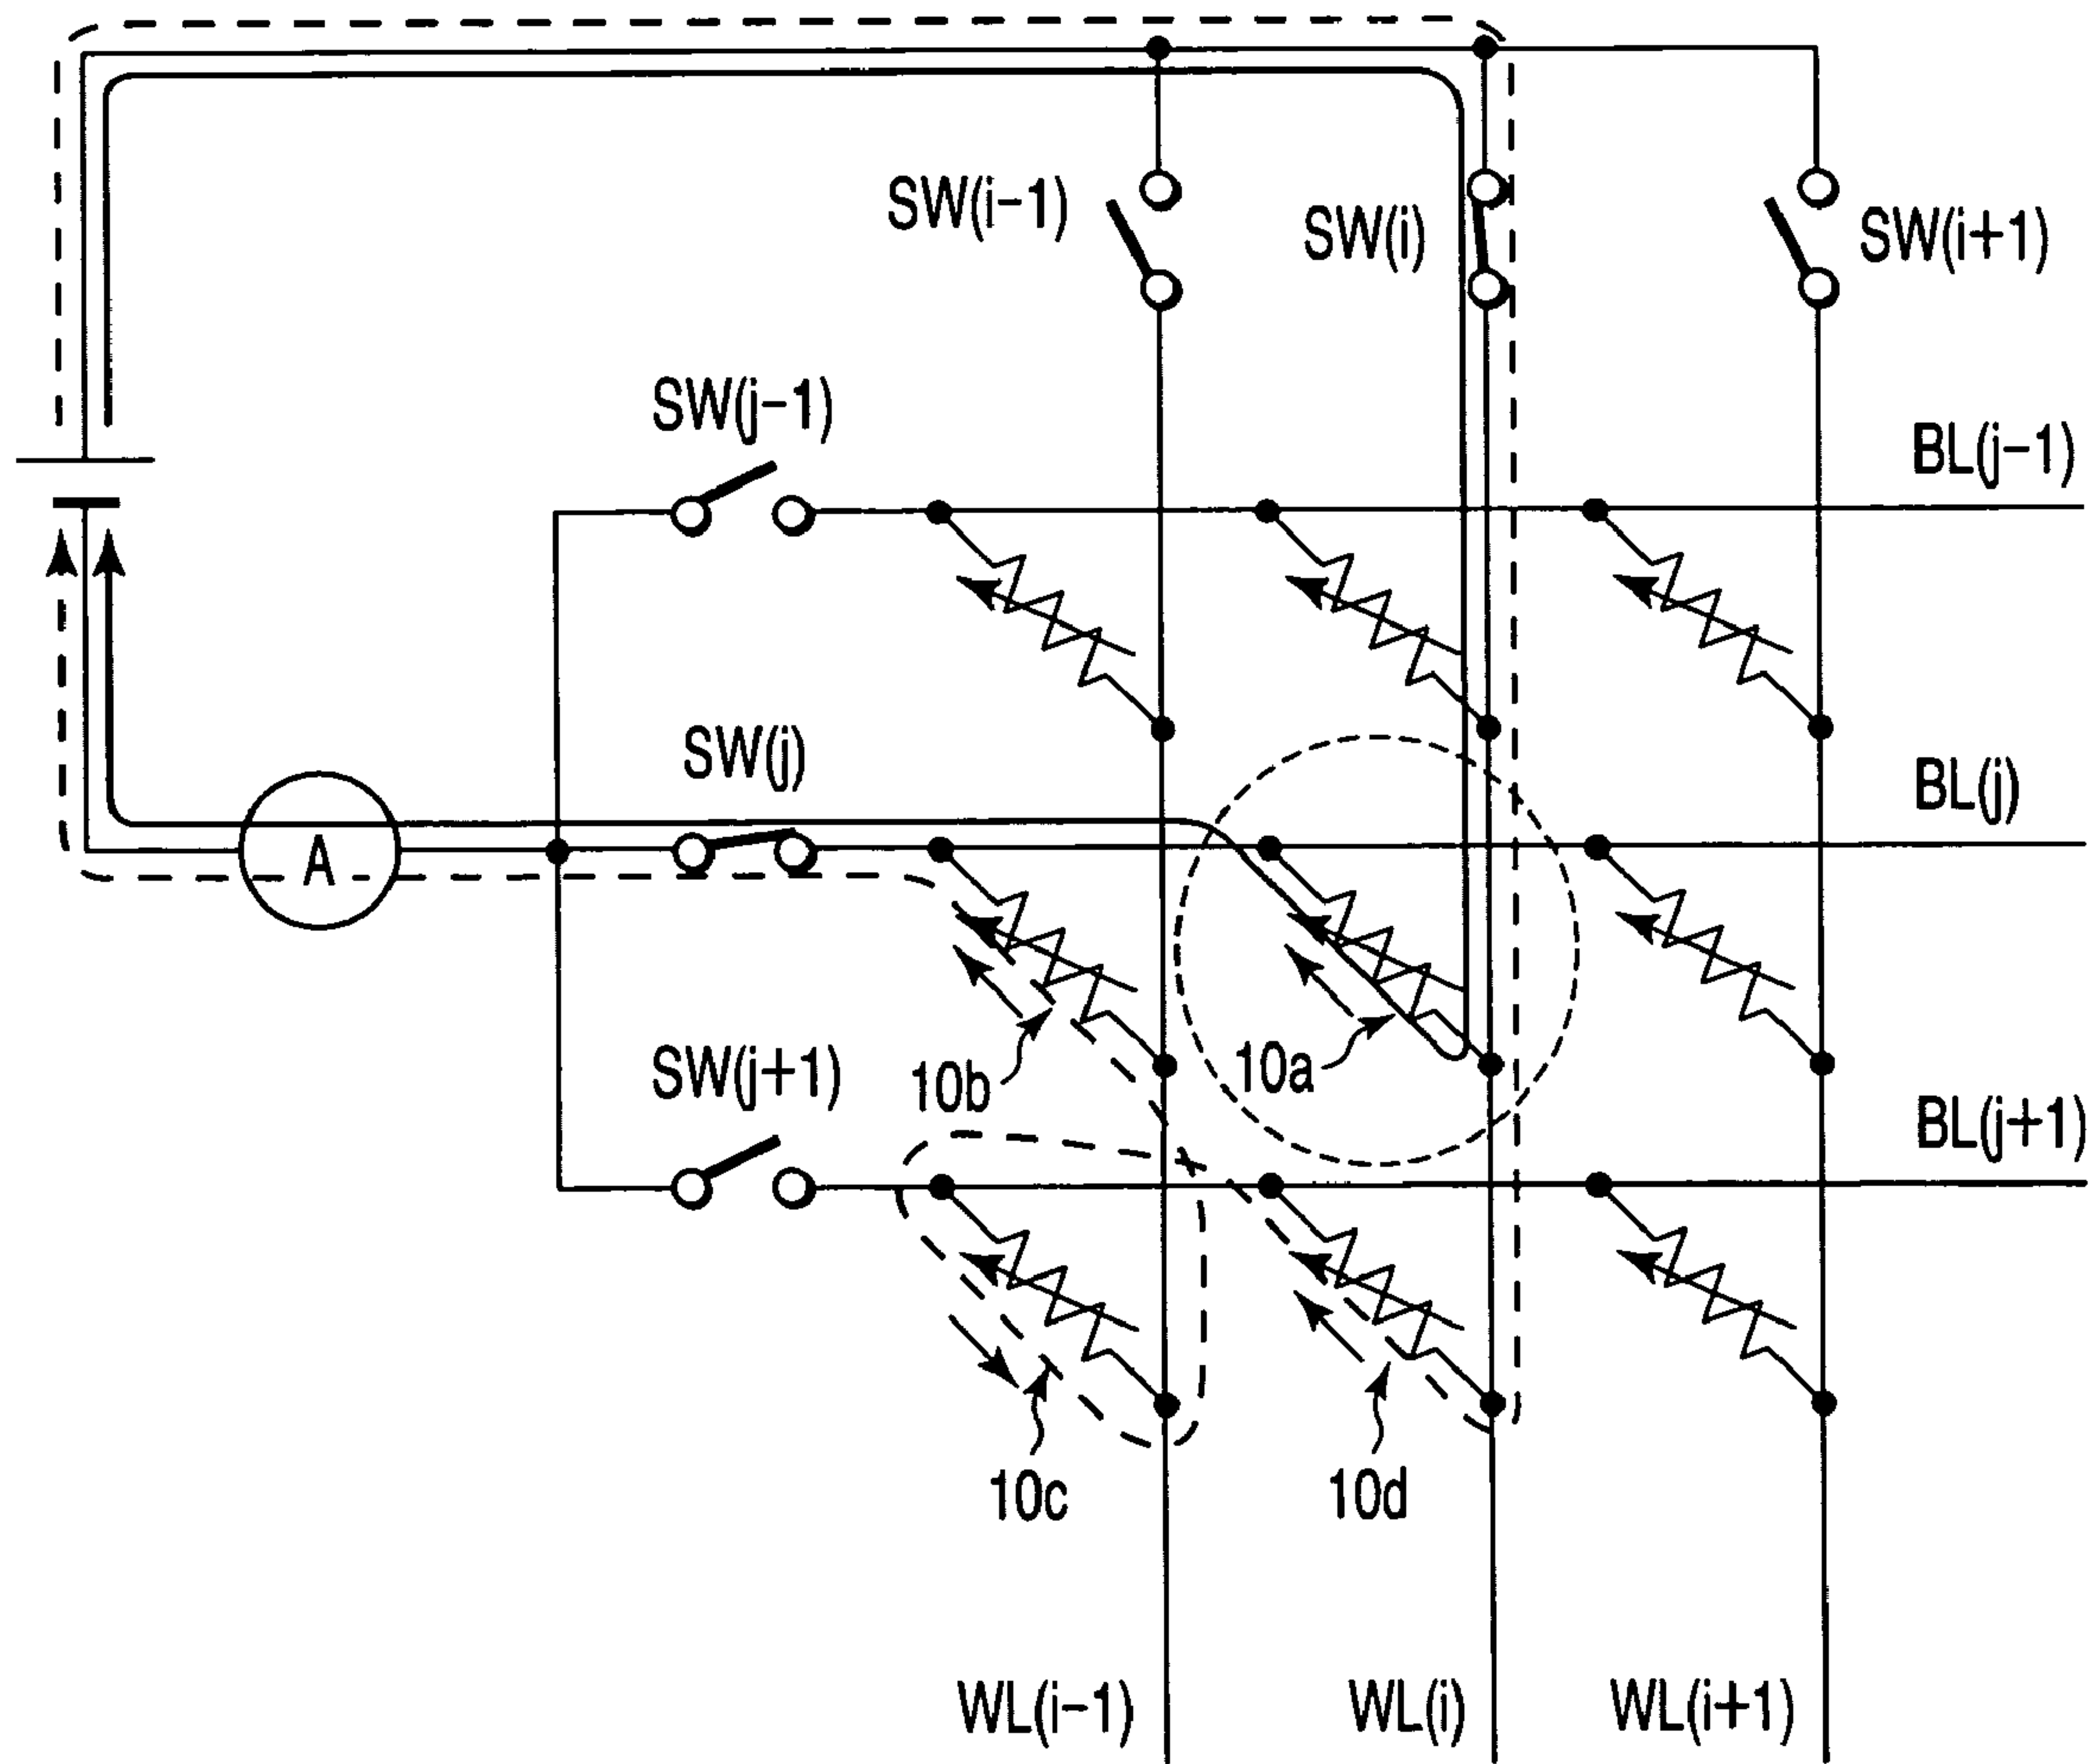 SW(i-1)
SW(i)
SW(i+1)
SW(j-1)
BL(j-1)
SW(j)
BL(j)
A
10b
10a
SW(j+1)
BL(j+1)
10c
10d
WL(i-1)
WL(i)
WL(i+1)